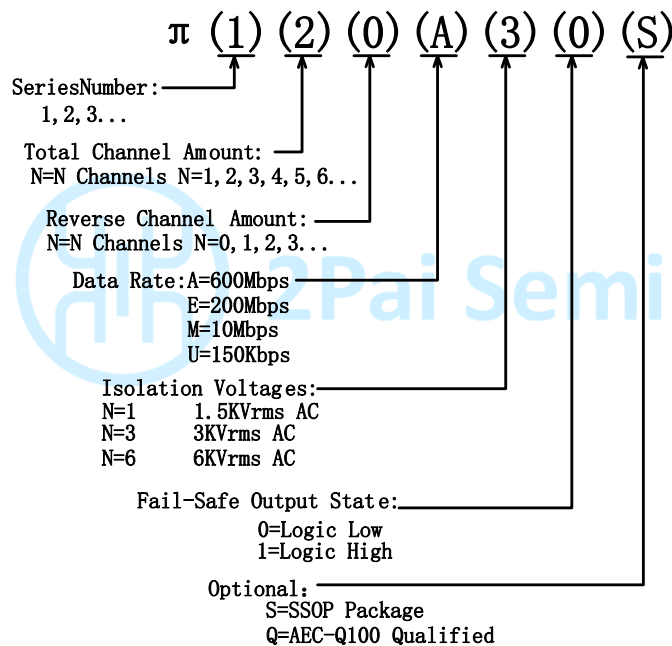 π (1) (2) (0) (A) (3) (0) (S)
SeriesNumber:
1,2,3...
Total Channel Amount:
N=N Channels N=1,2,3,4,5,6...
Reverse Channel Amount:
N=N Channels N=0,1,2,3...
Data Rate:A=600Mbps
E=200Mbps
M=10Mbps
U=150Kbps
2Pai Semi
Isolation Voltages:
N=1 1.5KVrms AC
N=3 3KVrms AC
N=6 6KVrms AC
Fail-Safe Output State:
0=Logic Low
1=Logic High
Optional:
S=SSOP Package
Q=AEC-Q100 Qualified